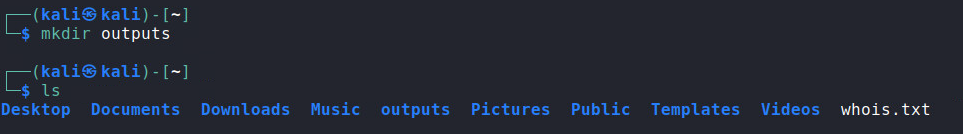 ┌──(kali㉿kali)-[~]
└─$ mkdir outputs
┌──(kali㉿kali)-[~]
└─$ ls
Desktop  Documents  Downloads  Music  outputs  Pictures  Public  Templates  Videos  whois.txt